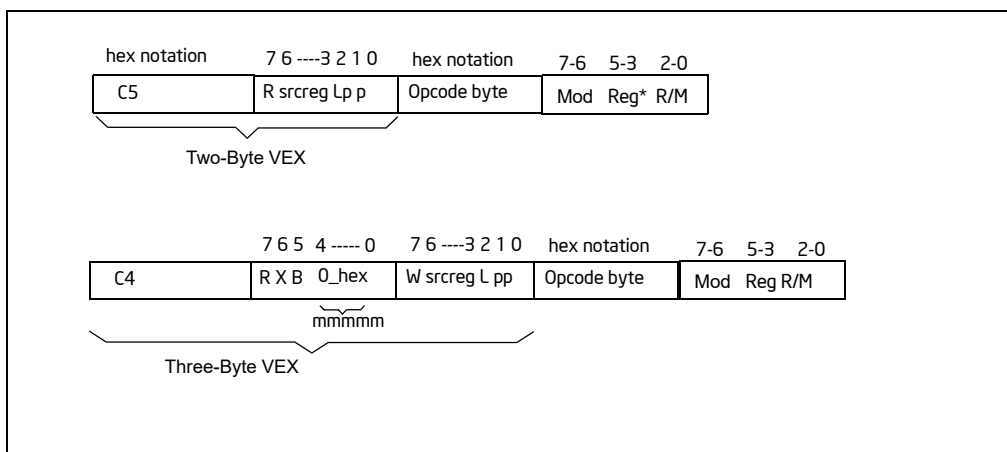 hex notation 7 6 ----3 2 1 0 hex notation 7-6 5-3 2-0
C5 R srcreg Lp p Opcode byte Mod Reg* R/M
Two-Byte VEX
7 6 5 4 ----- 0 7 6 ----3 2 1 0 hex notation 7-6 5-3 2-0
C4 R X B 0_hex W srcreg L pp Opcode byte Mod Reg R/M
mmmmm
Three-Byte VEX